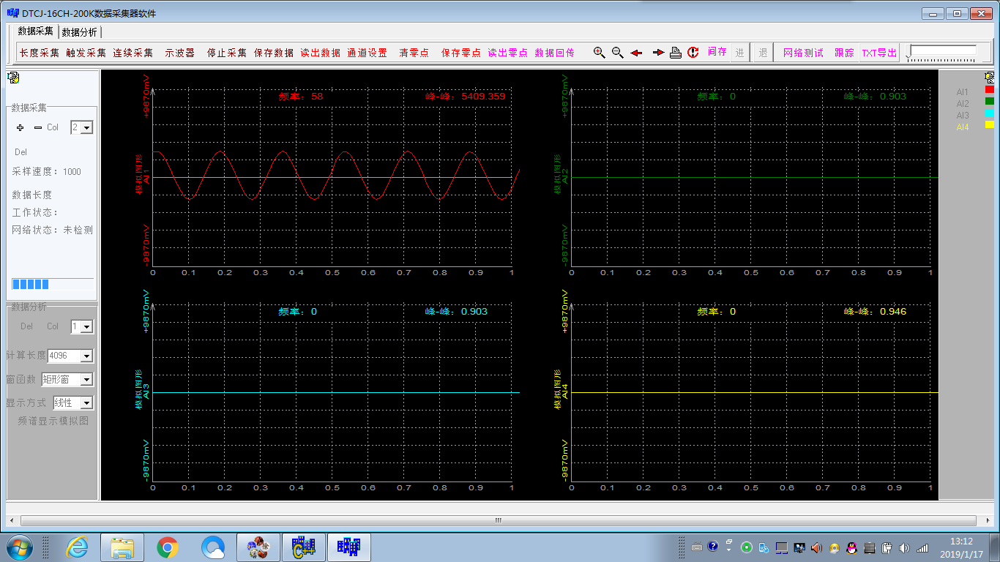 DTCJ-16CH-200K数据采集器软件
数据采集 数据分析
长度采集 触发采集 连续采集 示波器 停止采集 保存数据 读出数据 通道设置 清零点 保存零点 读出零点 数据回传 间存 进 退 网络测试 跟踪 TXT导出
数据采集
Col 2
Del
采样速度：1000
数据长度
工作状态：
网络状态：未检测
数据分析
Del Col 1
计算长度 4096
窗函数 矩形窗
显示方式 线性
频谱显示模拟图
+9870mV
频率：58 峰-峰：5409.359
模拟图形
AI1
-9870mV
0 0.1 0.2 0.3 0.4 0.5 0.6 0.7 0.8 0.9 1
+9870mV
频率：0 峰-峰：0.903
模拟图形
AI2
-9870mV
0 0.1 0.2 0.3 0.4 0.5 0.6 0.7 0.8 0.9 1
+9870mV
频率：0 峰-峰：0.903
模拟图形
AI3
-9870mV
0 0.1 0.2 0.3 0.4 0.5 0.6 0.7 0.8 0.9 1
+9870mV
频率：0 峰-峰：0.946
模拟图形
AI4
-9870mV
0 0.1 0.2 0.3 0.4 0.5 0.6 0.7 0.8 0.9 1
AI1
AI2
AI3
AI4
13:12
2019/1/17